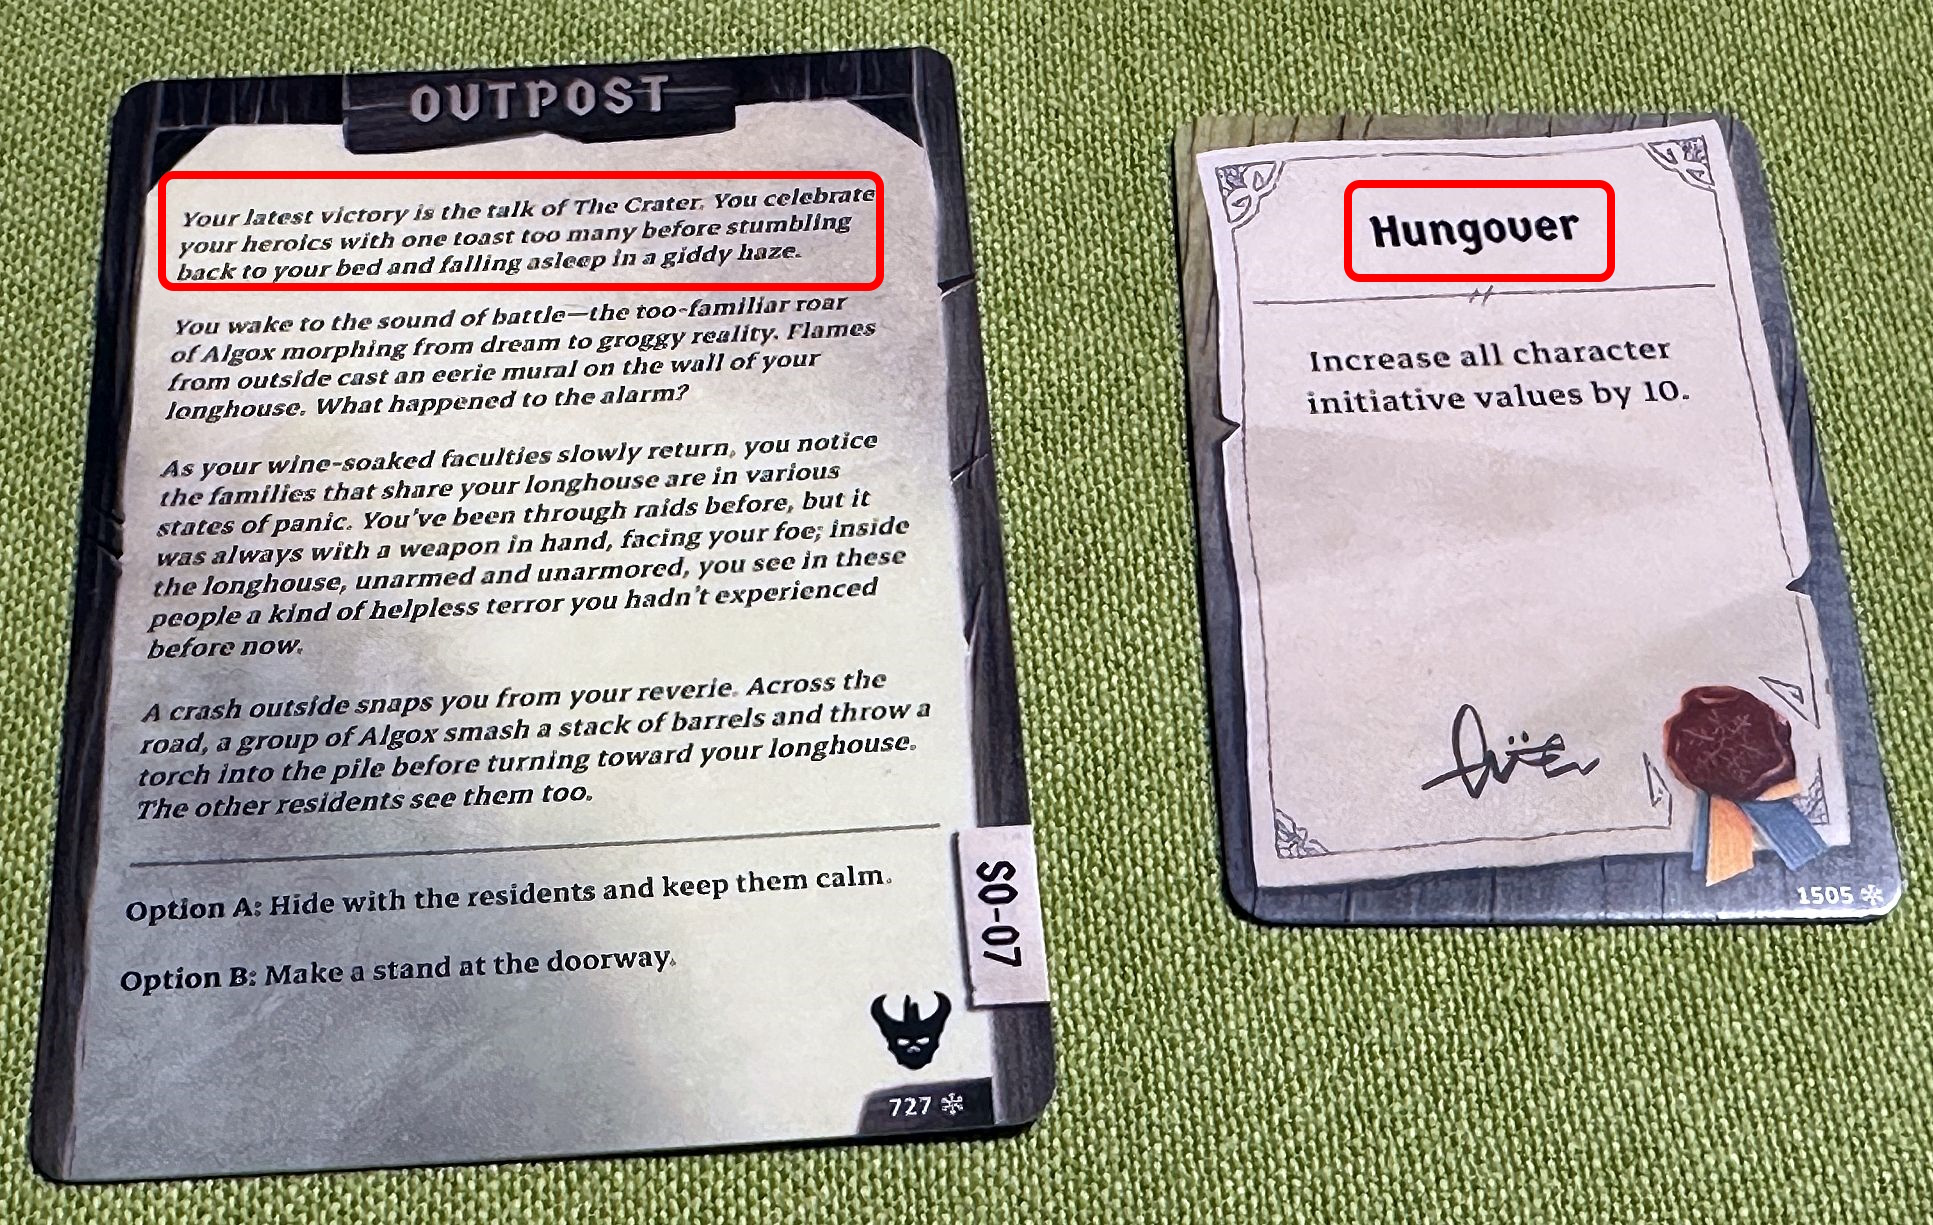 OUTPOST
Your latest victory is the talk of The Crater. You celebrate
your heroics with one toast too many before stumbling
back to your bed and falling asleep in a giddy haze.
You wake to the sound of battle—the too-familiar roar
of Algox morphing from dream to groggy reality. Flames
from outside cast an eerie mural on the wall of your
longhouse. What happened to the alarm?
As your wine-soaked faculties slowly return, you notice
the families that share your longhouse are in various
states of panic. You've been through raids before, but it
was always with a weapon in hand, facing your foe; inside
the longhouse, unarmed and unarmored, you see in these
people a kind of helpless terror you hadn't experienced
before now.
A crash outside snaps you from your reverie. Across the
road, a group of Algox smash a stack of barrels and throw a
torch into the pile before turning toward your longhouse.
The other residents see them too.
Option A: Hide with the residents and keep them calm.
Option B: Make a stand at the doorway.
SO-07
727
Hungover
Increase all character
initiative values by 10.
1505